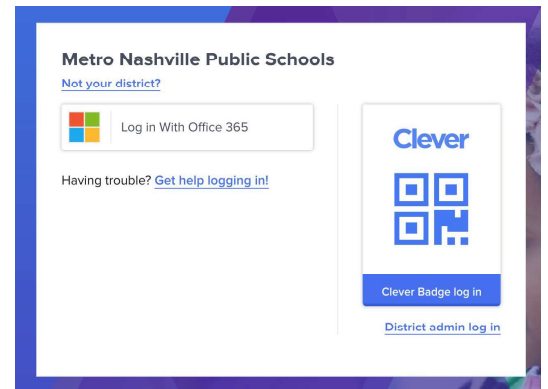 Metro Nashville Public Schools
Not your district?
Log in With Office 365
Having trouble? Get help logging in!
Clever
Clever Badge log in
District admin log in